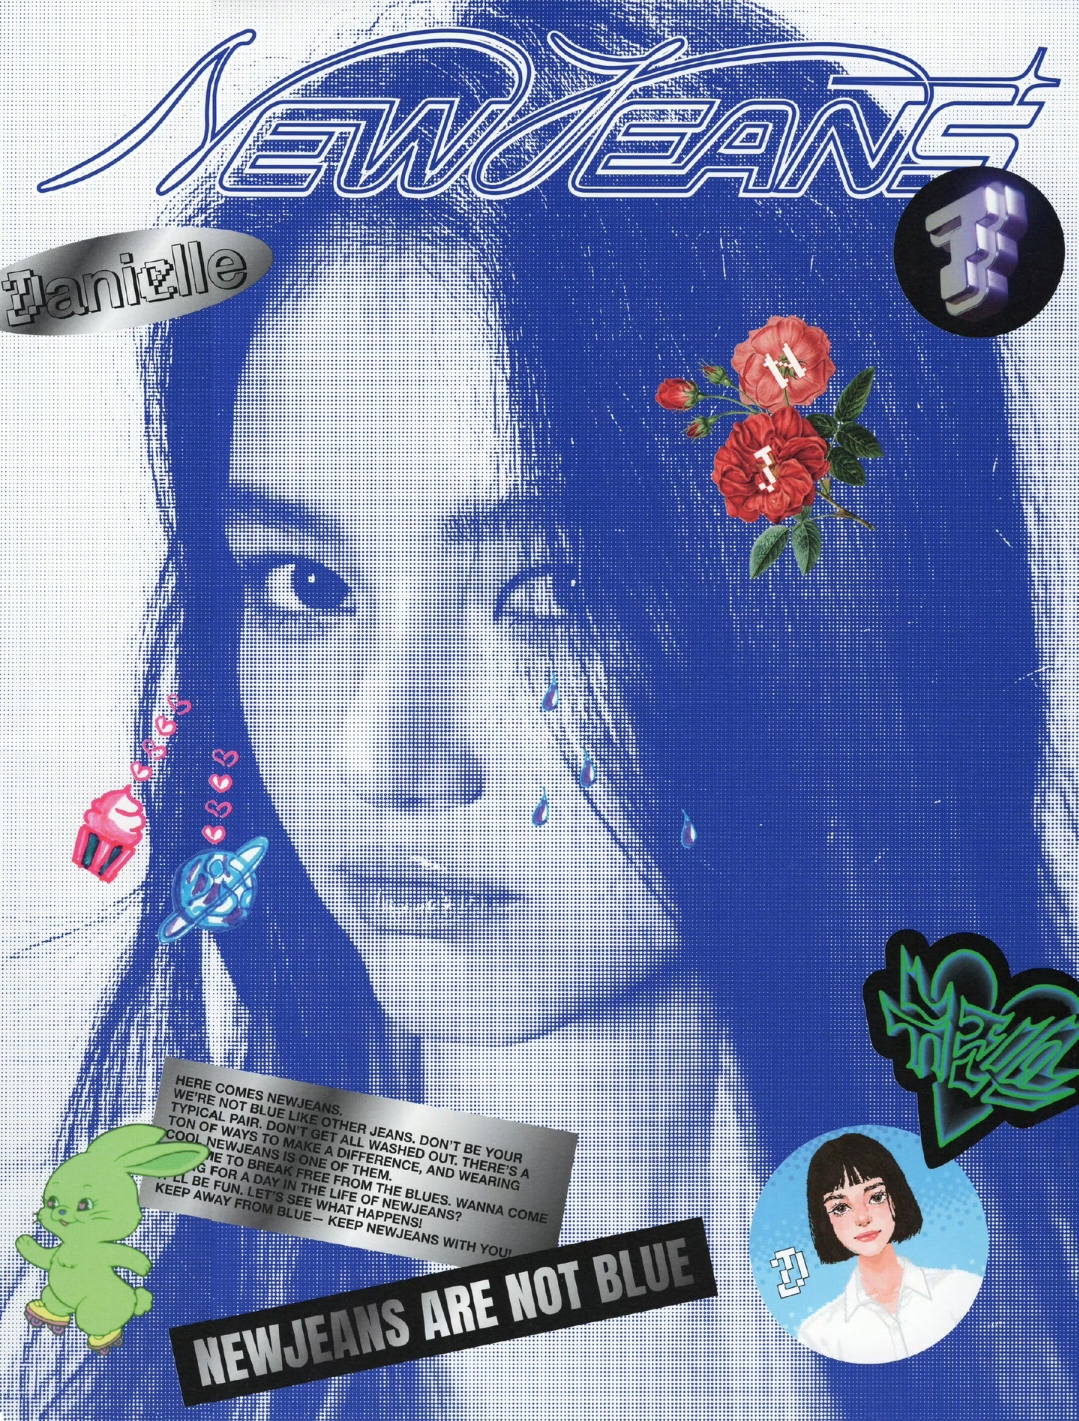 NEWJEANS
Danielle
HERE COMES NEWJEANS.
WE'RE NOT BLUE LIKE OTHER JEANS. DON'T BE YOUR
TYPICAL PAIR. DON'T GET ALL WASHED OUT. THERE'S A
TON OF WAYS TO MAKE A DIFFERENCE, AND WEARING
COOL NEWJEANS IS ONE OF THEM.
TO BREAK FREE FROM THE BLUES. WANNA COME
FOR A DAY IN THE LIFE OF NEWJEANS?
BE FUN. LET'S SEE WHAT HAPPENS!
KEEP AWAY FROM BLUE— KEEP NEWJEANS WITH YOU!
NEWJEANS ARE NOT BLUE